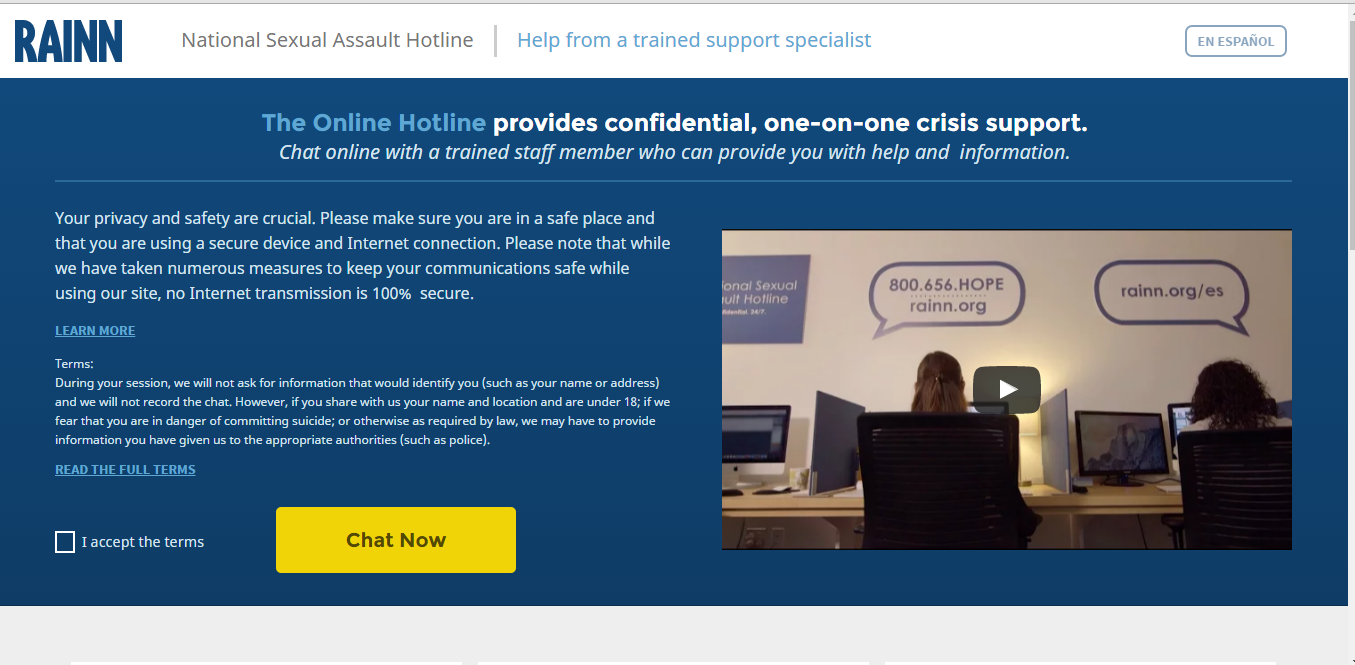 RAINN
National Sexual Assault Hotline
Help from a trained support specialist
EN ESPAÑOL
The Online Hotline provides confidential, one-on-one crisis support.
Chat online with a trained staff member who can provide you with help and  information.
Your privacy and safety are crucial. Please make sure you are in a safe place and
that you are using a secure device and Internet connection. Please note that while
we have taken numerous measures to keep your communications safe while
using our site, no Internet transmission is 100%  secure.
LEARN MORE
Terms:
During your session, we will not ask for information that would identify you (such as your name or address)
and we will not record the chat. However, if you share with us your name and location and are under 18; if we
fear that you are in danger of committing suicide; or otherwise as required by law, we may have to provide
information you have given us to the appropriate authorities (such as police).
READ THE FULL TERMS
I accept the terms
Chat Now
ional Sexual
ult Hotline
fidential. 24/7.
800.656.HOPE
rainn.org
rainn.org/es